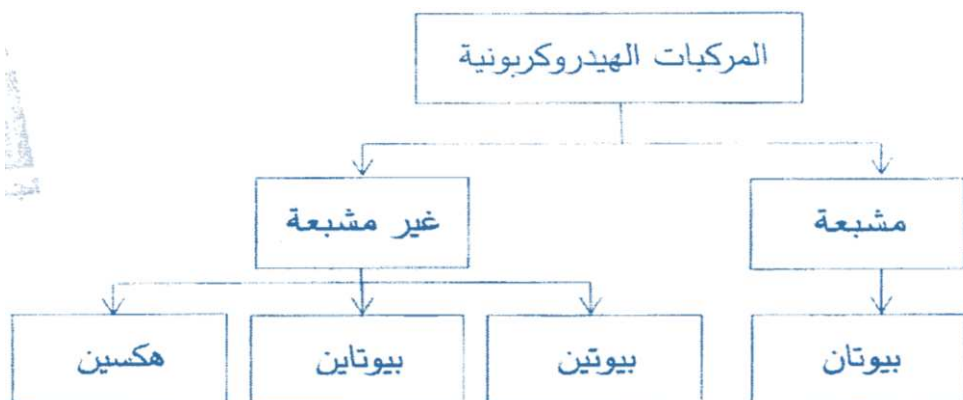 المركبات الهيدروكربونية
مشبعة
غير مشبعة
بيوتان
بيوتين
بيوتاين
هكسين